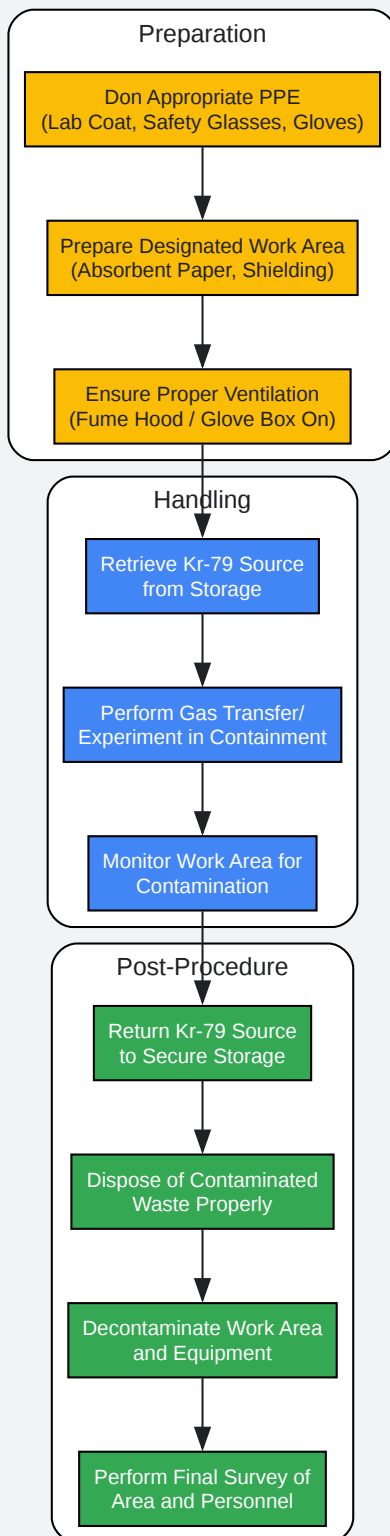 Preparation
Don Appropriate PPE
(Lab Coat, Safety Glasses, Gloves)
Prepare Designated Work Area
(Absorbent Paper, Shielding)
Ensure Proper Ventilation
(Fume Hood / Glove Box On)
Handling
Retrieve Kr-79 Source
from Storage
Perform Gas Transfer/
Experiment in Containment
Monitor Work Area for
Contamination
Post-Procedure
Return Kr-79 Source
to Secure Storage
Dispose of Contaminated
Waste Properly
Decontaminate Work Area
and Equipment
Perform Final Survey of
Area and Personnel